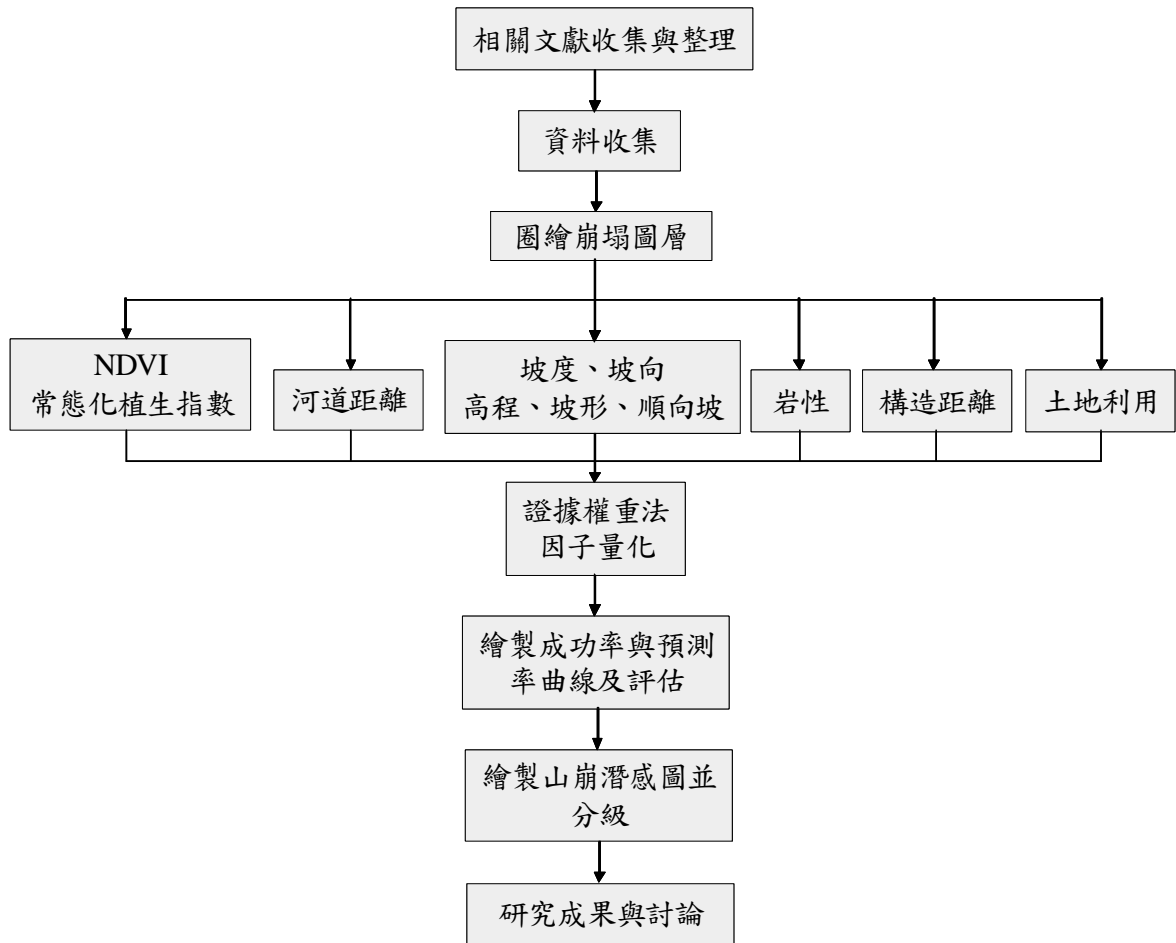 相關文獻收集與整理
資料收集
圈繪崩塌圖層
NDVI
常態化植生指數
河道距離
坡度、坡向
高程、坡形、順向坡
岩性
構造距離
土地利用
證據權重法
因子量化
繪製成功率與預測
率曲線及評估
繪製山崩潛感圖並
分級
研究成果與討論